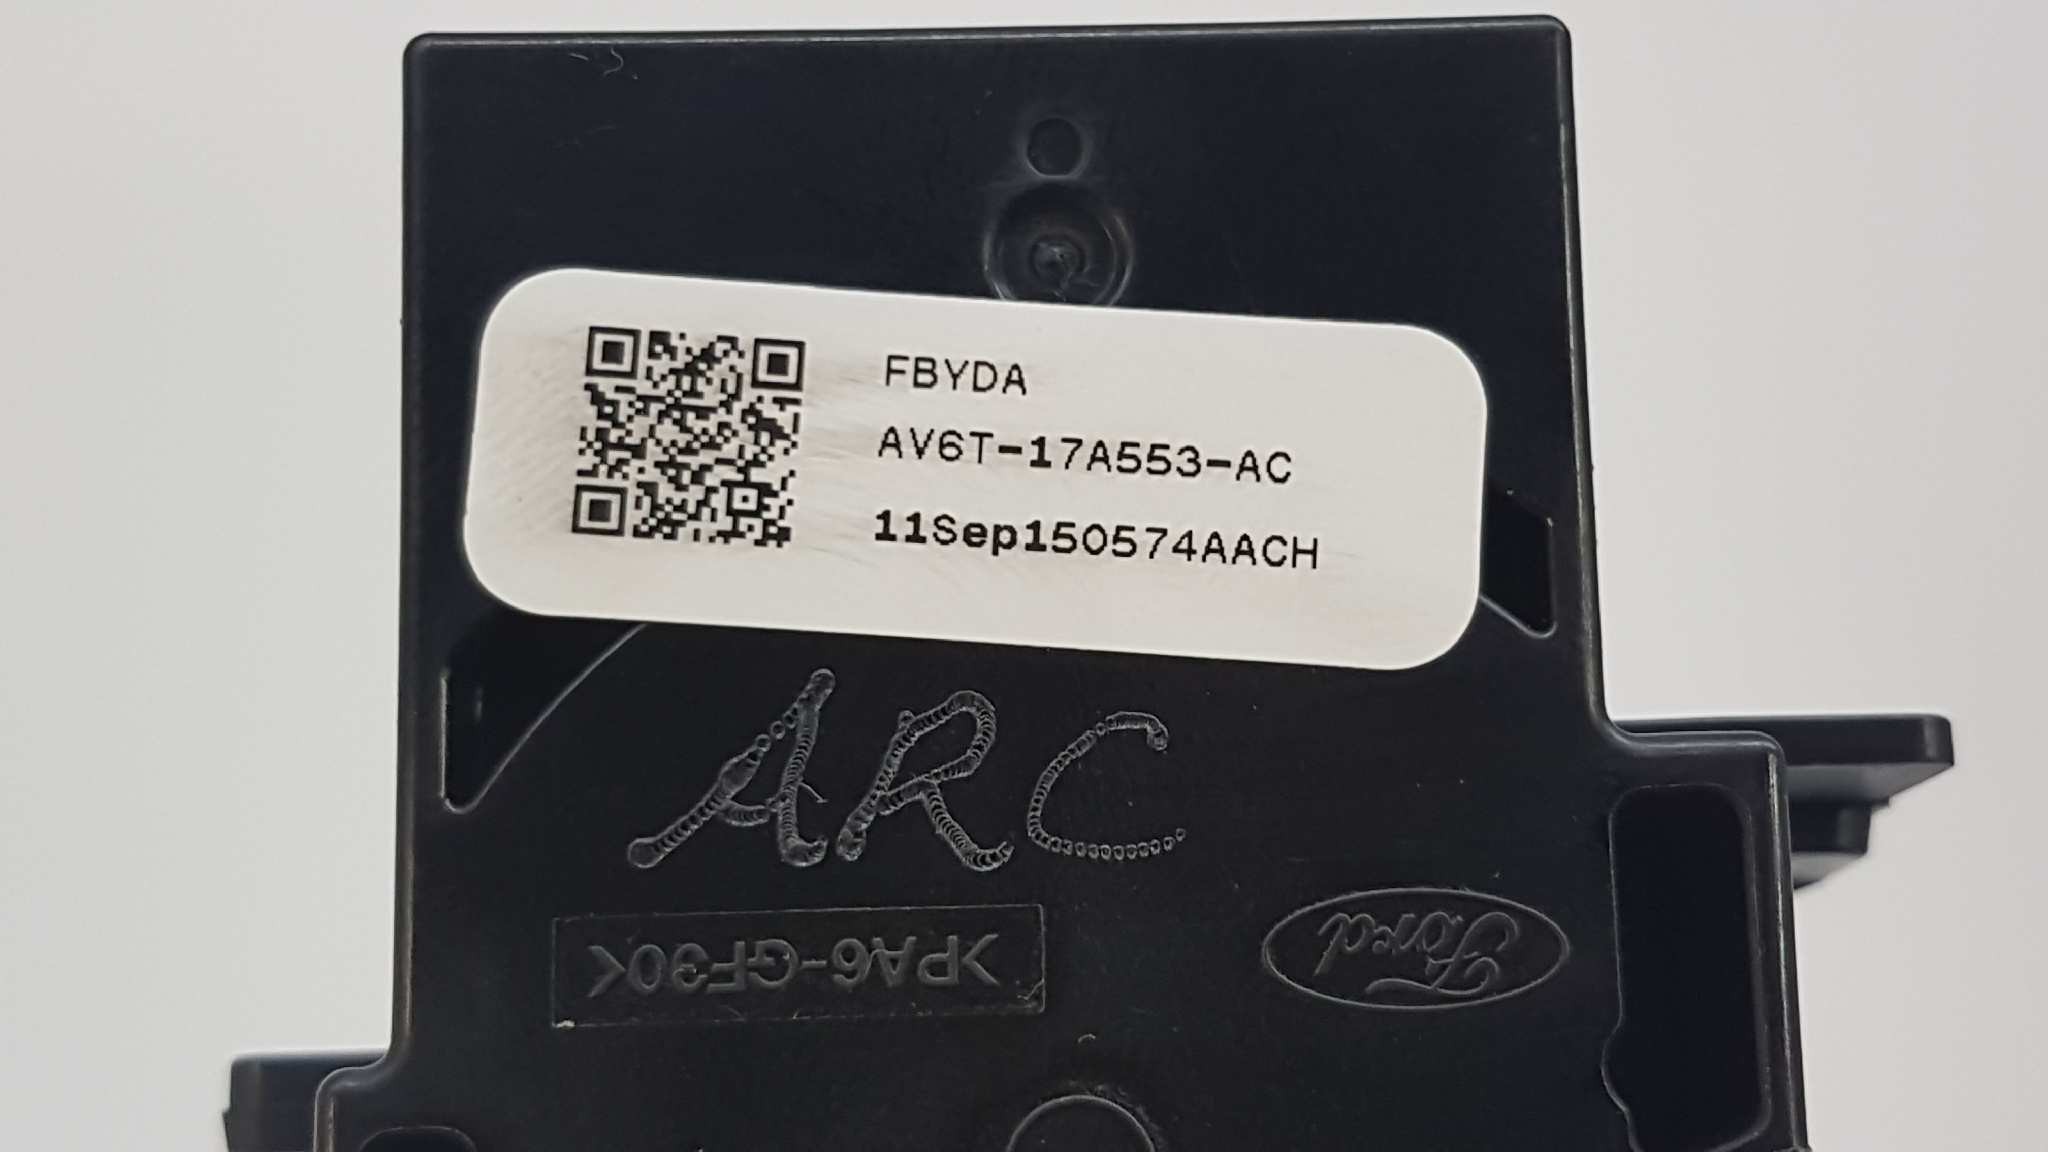 FBYDA
AV6T-17A553-AC
11Sep150574AACH
ARC
>PA6-GF30<
Ford